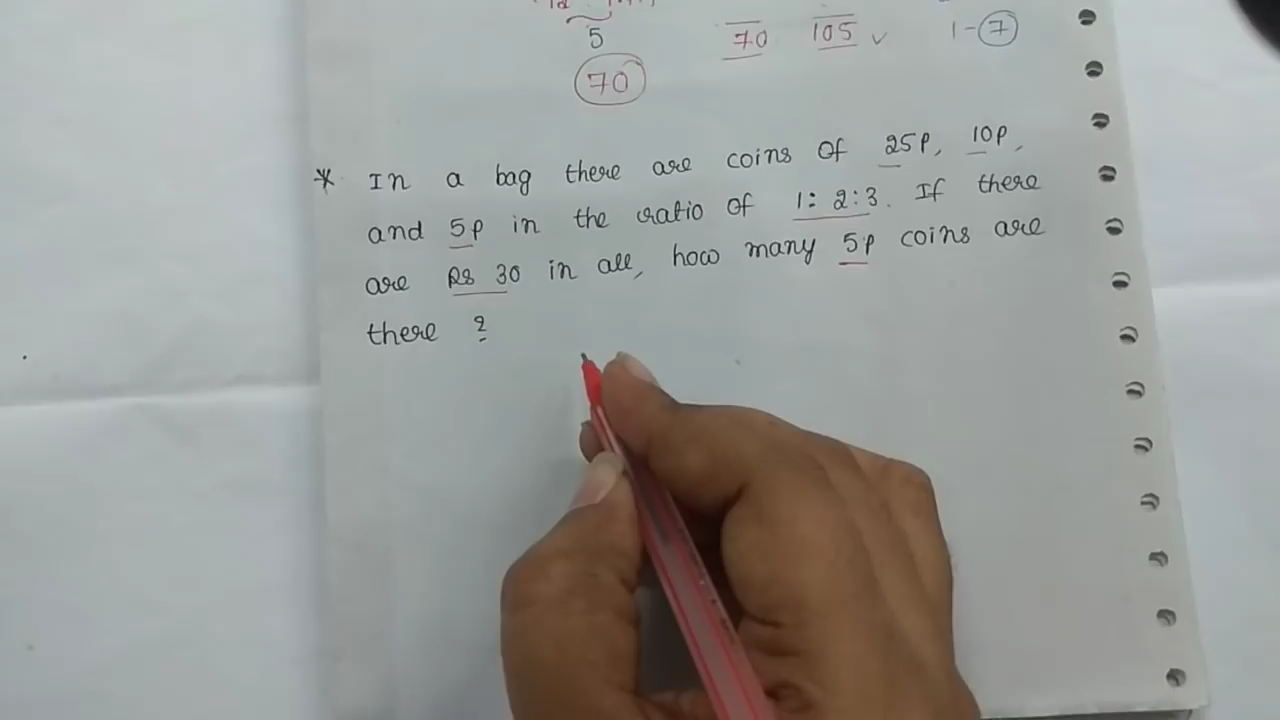 5
70 105 1-7
70
* In a bag there are coins of 25p, 10p,
and 5p in the ratio of 1:2:3. If there
are Rs 30 in all, how many 5p coins are
there ?